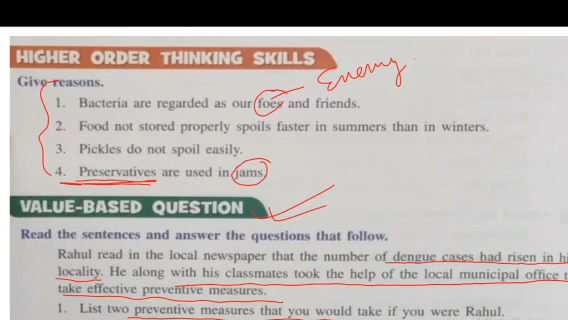 HIGHER ORDER THINKING SKILLS
Enemy
Give reasons.
1. Bacteria are regarded as our foes and friends.
2. Food not stored properly spoils faster in summers than in winters.
3. Pickles do not spoil easily.
4. Preservatives are used in jams.
VALUE-BASED QUESTION
Read the sentences and answer the questions that follow.
Rahul read in the local newspaper that the number of dengue cases had risen in hi
locality. He along with his classmates took the help of the local municipal office t
take effective preventive measures.
1. List two preventive measures that you would take if you were Rahul.